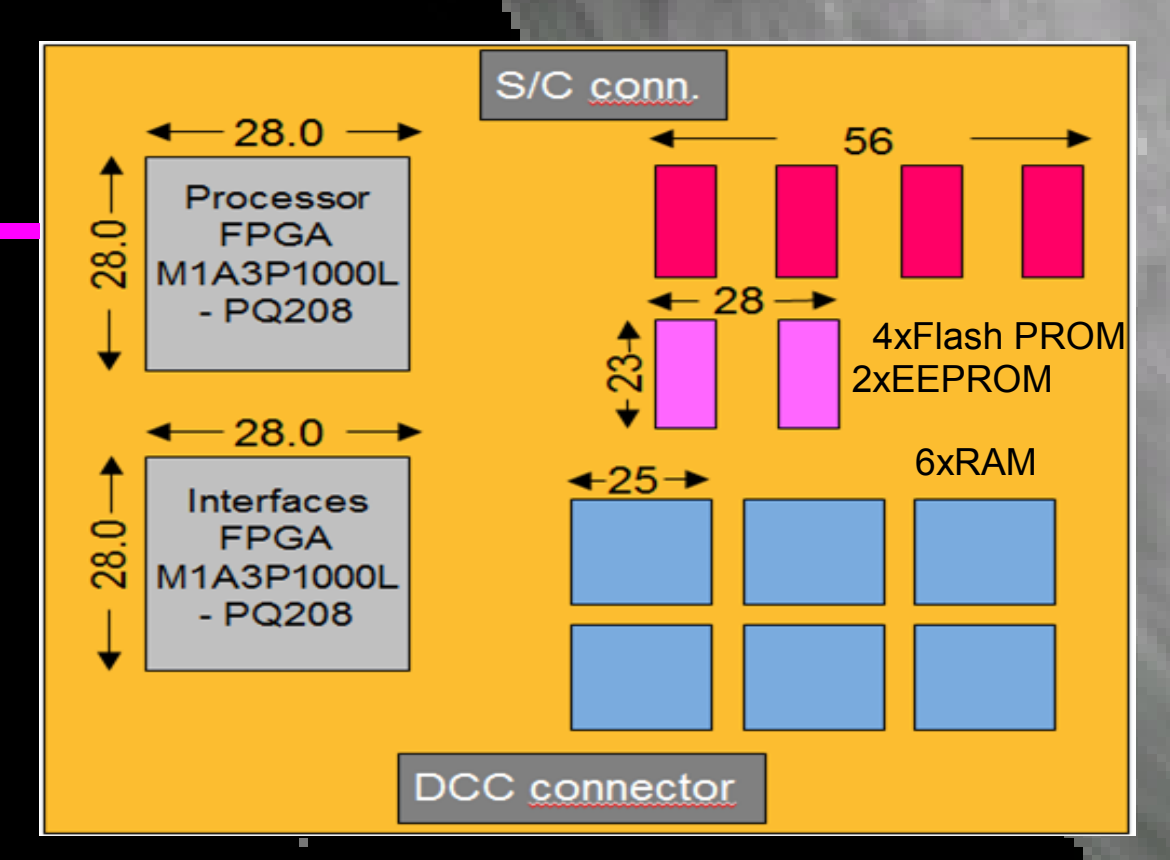 S/C conn.
28.0
56
28.0
Processor
FPGA
M1A3P1000L
- PQ208
28
23
4xFlash PROM
2xEEPROM
28.0
28.0
Interfaces
FPGA
M1A3P1000L
- PQ208
6xRAM
25
DCC connector